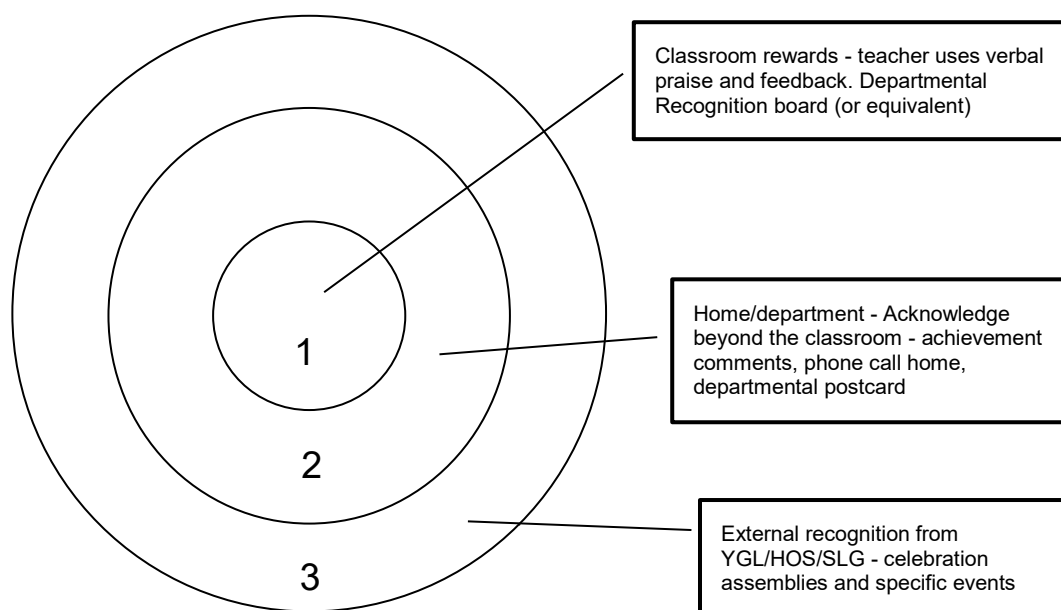 Classroom rewards - teacher uses verbal
praise and feedback. Departmental
Recognition board (or equivalent)
Home/department - Acknowledge
beyond the classroom - achievement
comments, phone call home,
departmental postcard
1
2
External recognition from
YGL/HOS/SLG - celebration
assemblies and specific events
3